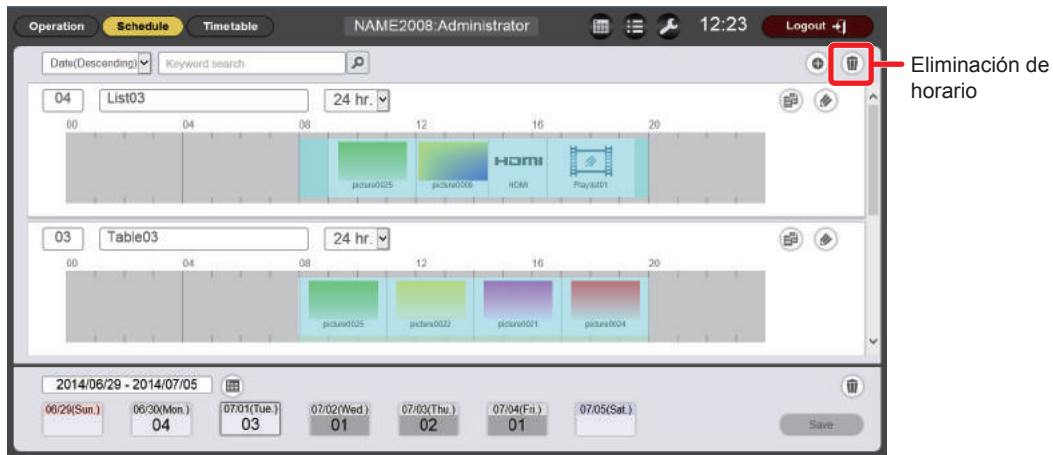 Operation Schedule Timetable NAME2008:Administrator 12:23 Logout
Date(Descending) Keyword search
Eliminación de
horario
04 List03 24 hr.
00 04 08 12 16 20
HDMI
picture0025 picture0006 HDMI Playlist01
03 Table03 24 hr.
00 04 08 12 16 20
picture0025 picture0022 picture0021 picture0024
2014/06/29 - 2014/07/05
06/29(Sun.) 06/30(Mon.) 07/01(Tue.) 07/02(Wed.) 07/03(Thu.) 07/04(Fri.) 07/05(Sat.)
04 03 01 02 01
Save